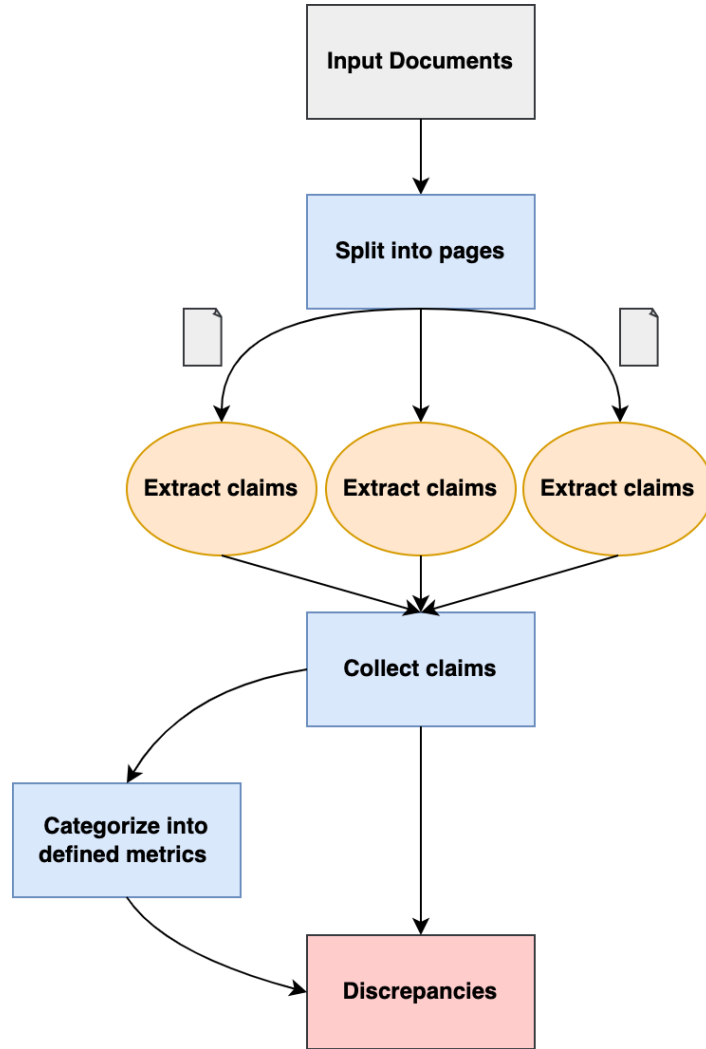 Input Documents
Split into pages
Extract claims
Extract claims
Extract claims
Collect claims
Categorize into
defined metrics
Discrepancies